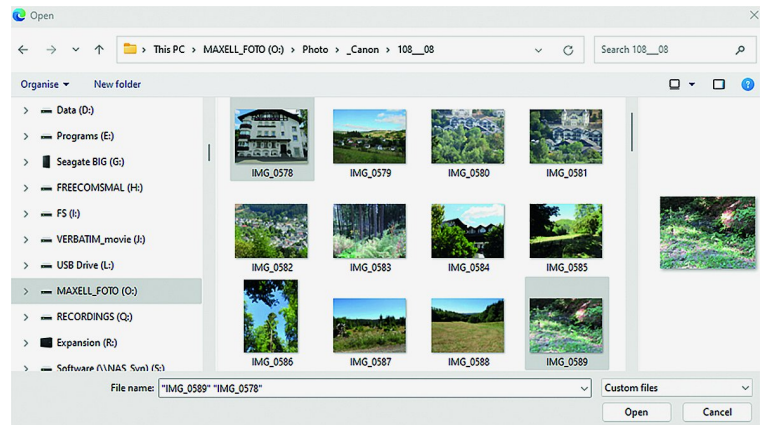 Open
This PC > MAXELL_FOTO (O:) > Photo > _Canon > 108__08
Search 108__08
Organise
New folder
Data (D:)
Programs (E:)
Seagate BIG (G:)
FREECOMSMAL (H:)
FS (I:)
VERBATIM_movie (J:)
USB Drive (L:)
MAXELL_FOTO (O:)
RECORDINGS (Q:)
Expansion (R:)
Software (\\NAS_Syn) (S:)
IMG_0578 IMG_0579 IMG_0580 IMG_0581
IMG_0582 IMG_0583 IMG_0584 IMG_0585
IMG_0586 IMG_0587 IMG_0588 IMG_0589
File name: "IMG_0589" "IMG_0578"
Custom files
Open Cancel